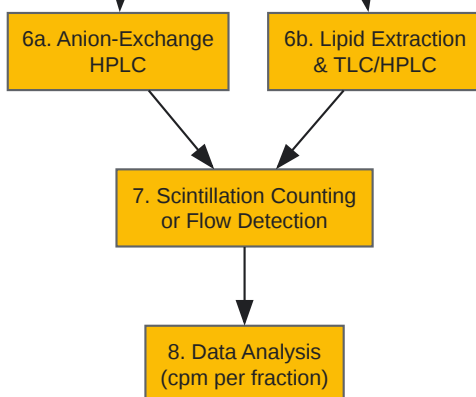 6a. Anion-Exchange
HPLC
6b. Lipid Extraction
& TLC/HPLC
7. Scintillation Counting
or Flow Detection
8. Data Analysis
(cpm per fraction)